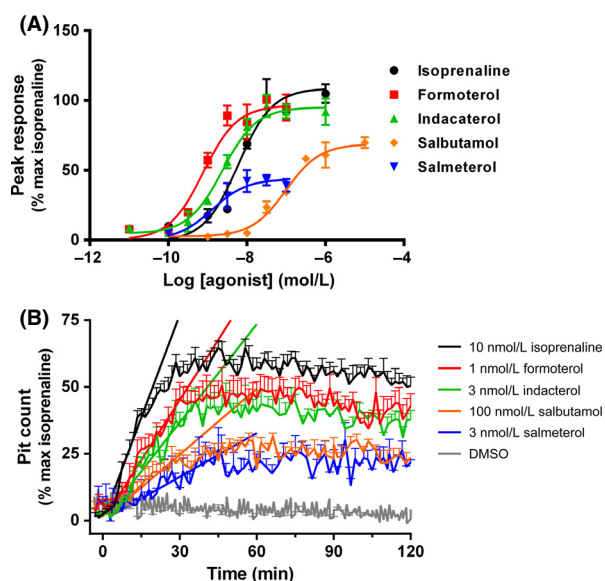 (A)
150
100
50
0
Peak response
(% max isoprenaline)
−12
−10
−8
−6
−4
Log [agonist] (mol/L)
Isoprenaline
Formoterol
Indacaterol
Salbutamol
Salmeterol
(B)
75
50
25
0
Pit count
(% max isoprenaline)
0
30
60
90
120
Time (min)
10 nmol/L isoprenaline
1 nmol/L formoterol
3 nmol/L indacterol
100 nmol/L salbutamol
3 nmol/L salmeterol
DMSO